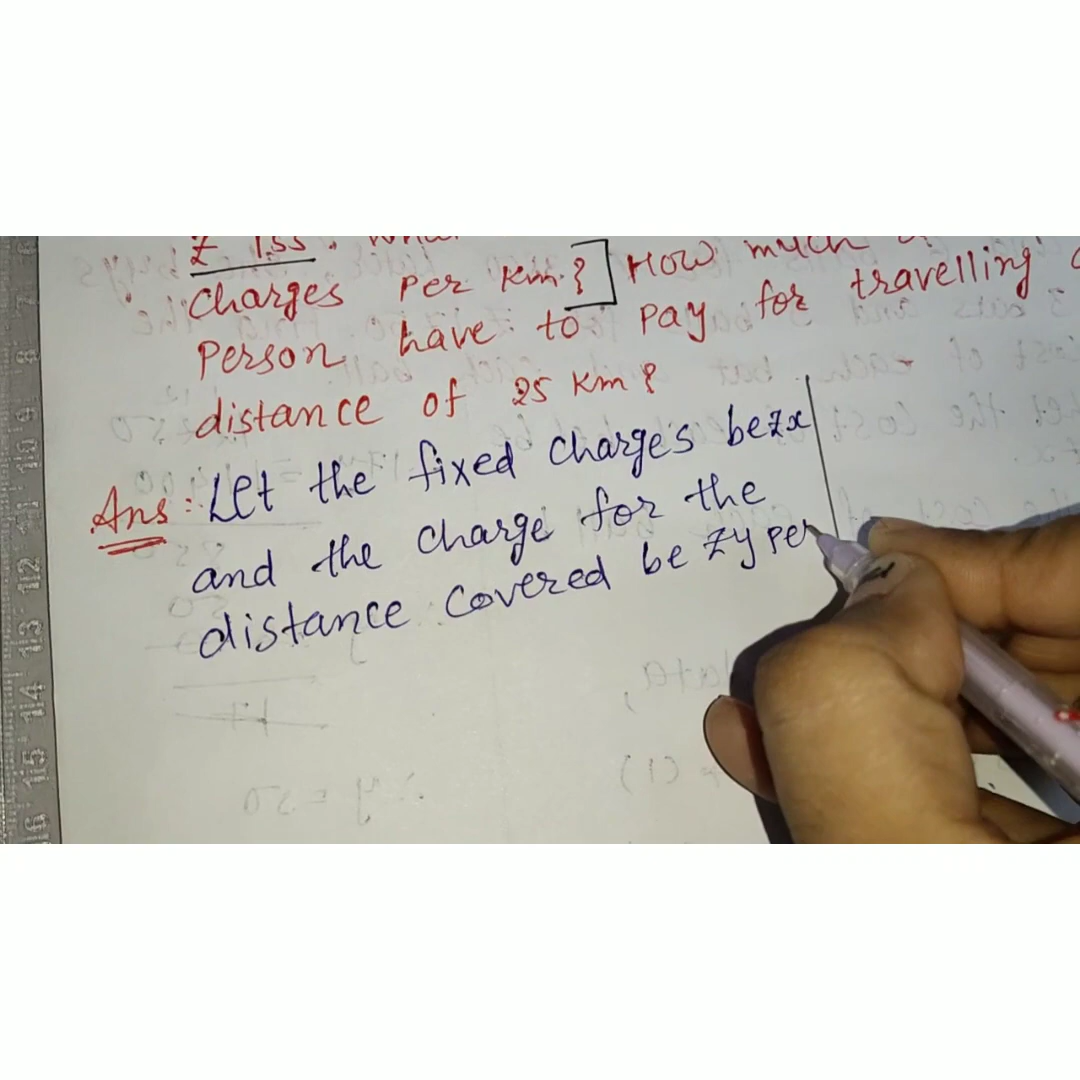 ₹ 155.
charges per km.?] How much
person have to pay for travelling
distance of 25 km?
Ans:- Let the fixed charges be ₹x
and the charge for the
distance covered be ₹y per